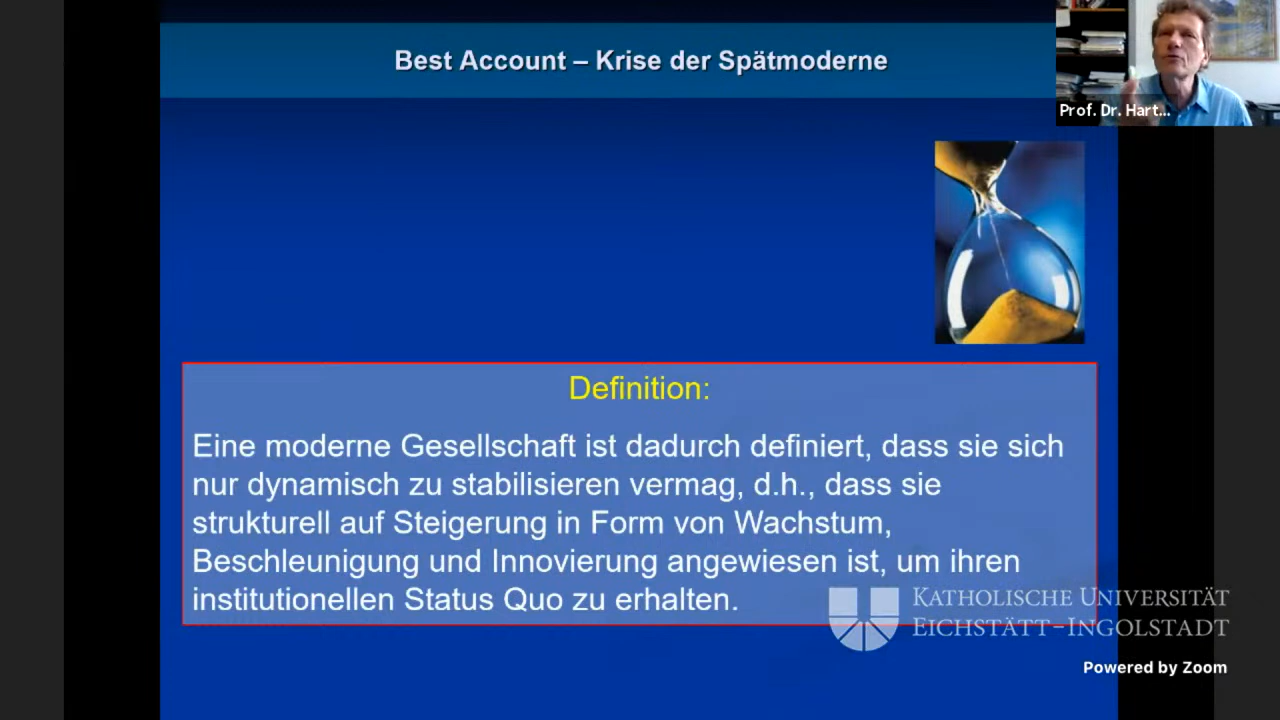 Best Account – Krise der Spätmoderne
Prof. Dr. Hart...
Definition:
Eine moderne Gesellschaft ist dadurch definiert, dass sie sich
nur dynamisch zu stabilisieren vermag, d.h., dass sie
strukturell auf Steigerung in Form von Wachstum,
Beschleunigung und Innovierung angewiesen ist, um ihren
institutionellen Status Quo zu erhalten.
KATHOLISCHE UNIVERSITÄT
EICHSTÄTT-INGOLSTADT
Powered by Zoom